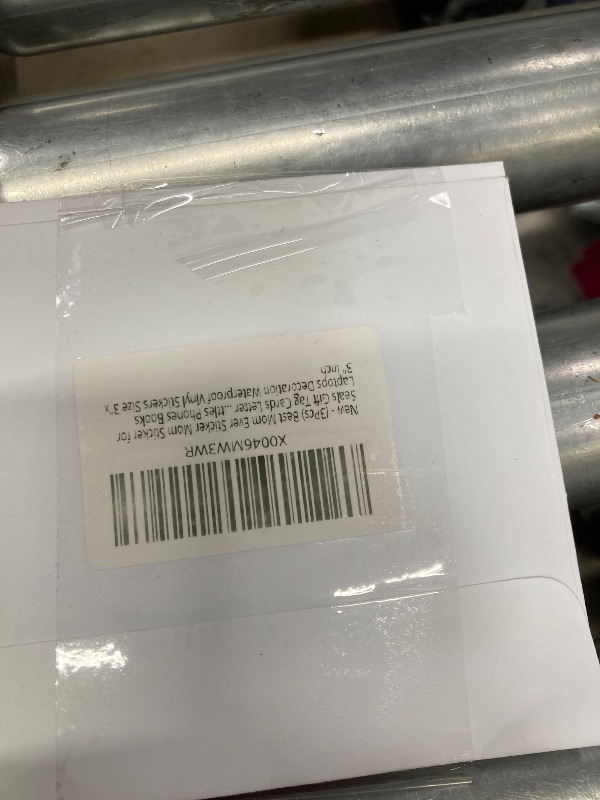 X0046MW3WR
New - (3Pcs) Best Mom Ever Sticker Mom Sticker for
Seals Gift Tag Cards Letter ...ttles Phones Books
Laptops Decoration Waterproof Vinyl Stickers Size 3"x
3" inch